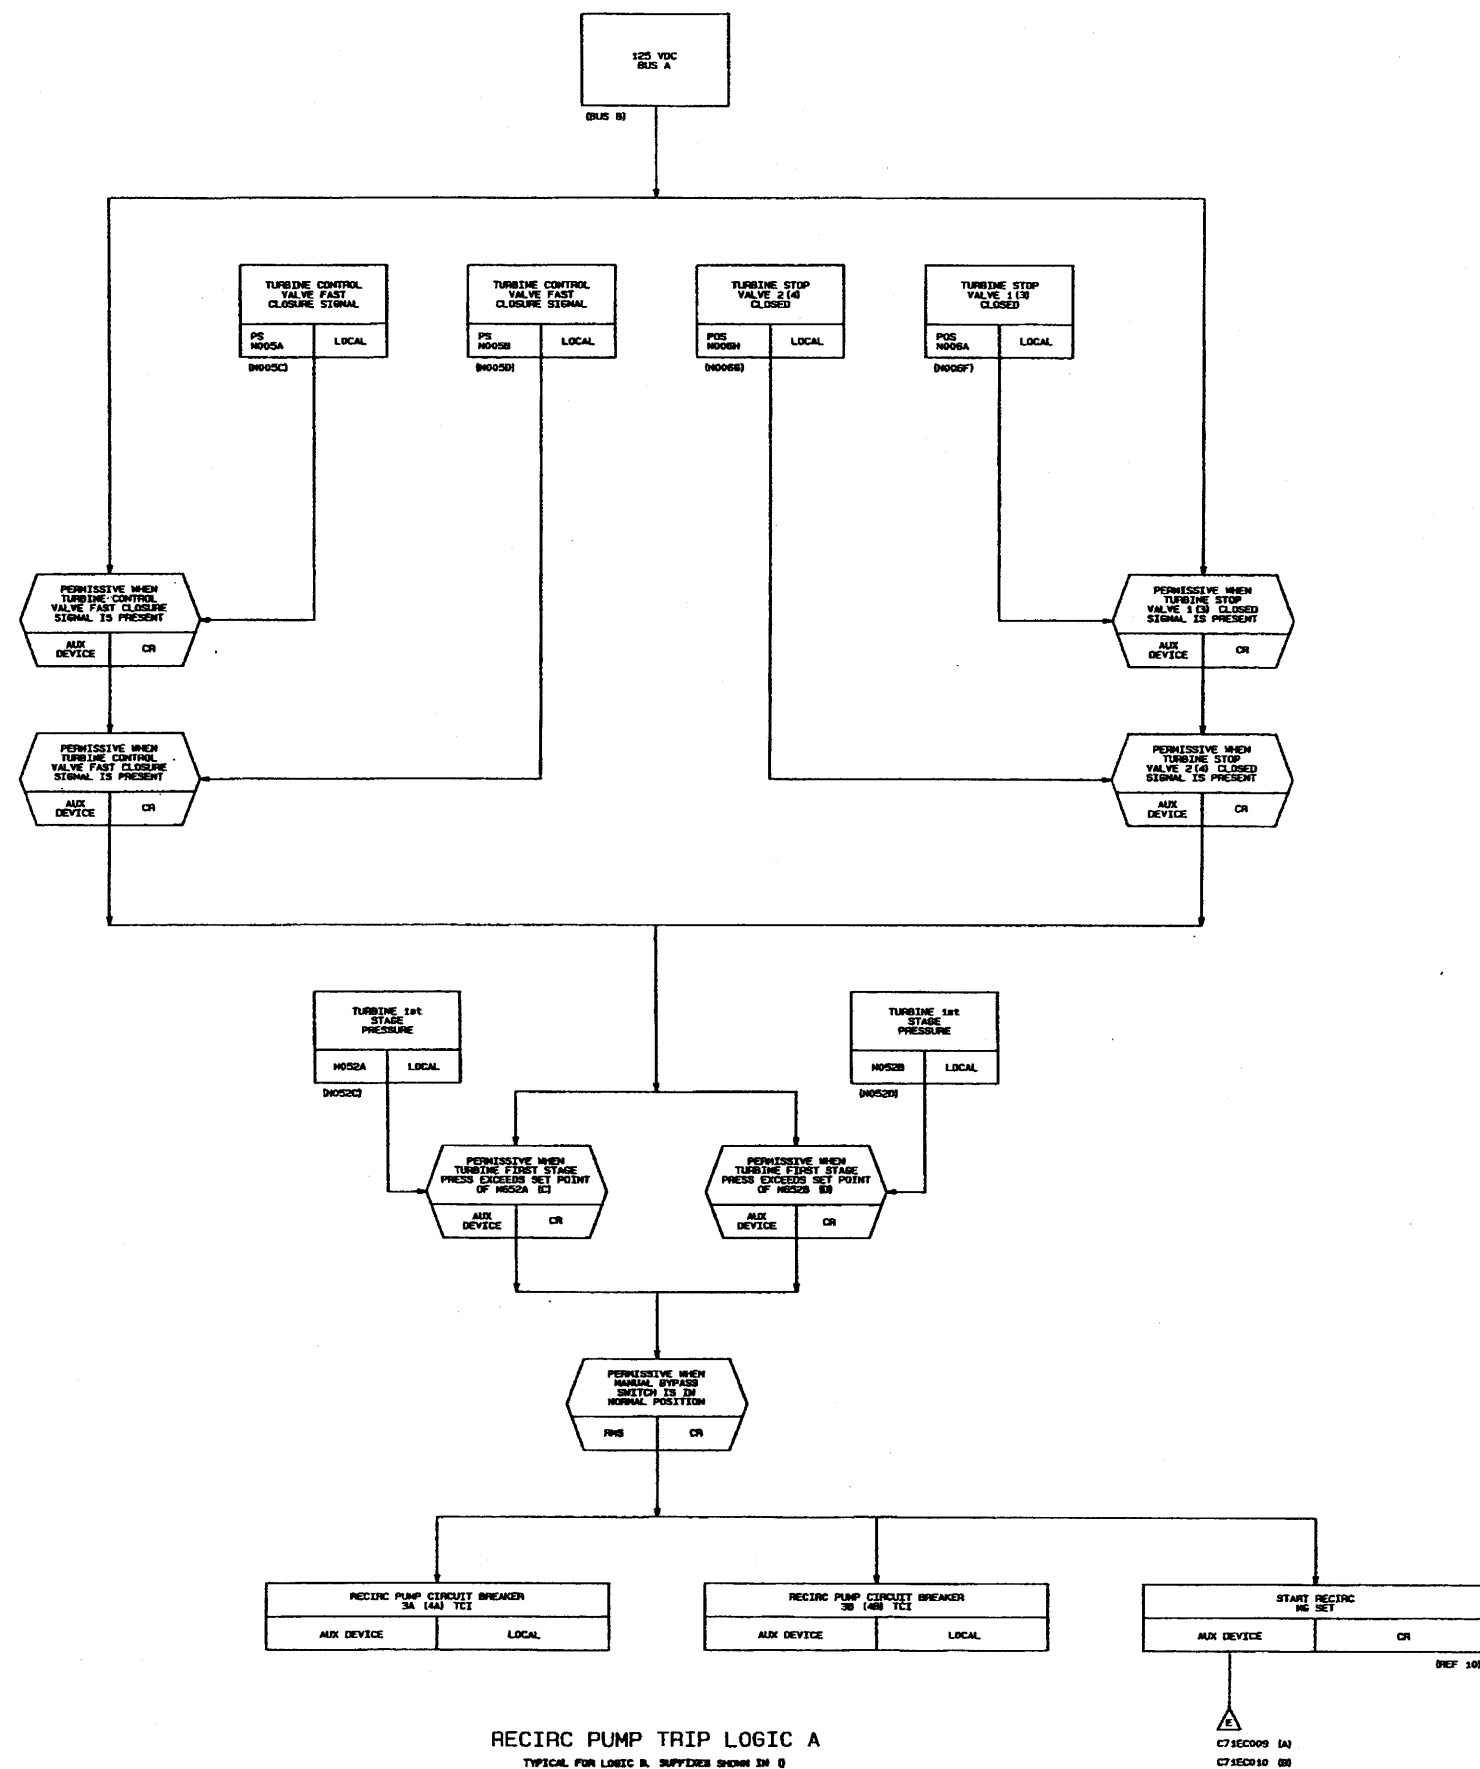 125 VDC
BUS A
(BUS B)
TURBINE CONTROL
VALVE FAST
CLOSURE SIGNAL
PS
N005A
LOCAL
(N005C)
TURBINE CONTROL
VALVE FAST
CLOSURE SIGNAL
PS
N005B
LOCAL
(N005D)
TURBINE STOP
VALVE 2(4)
CLOSED
POS
N006H
LOCAL
TURBINE STOP
VALVE 1(3)
CLOSED
POS
N006A
LOCAL
(N006F)
PERMISSIVE WHEN
TURBINE CONTROL
VALVE FAST CLOSURE
SIGNAL IS PRESENT
AUX
DEVICE
CR
PERMISSIVE WHEN
TURBINE STOP
VALVE 1(3) CLOSED
SIGNAL IS PRESENT
AUX
DEVICE
CR
PERMISSIVE WHEN
TURBINE CONTROL
VALVE FAST CLOSURE
SIGNAL IS PRESENT
AUX
DEVICE
CR
PERMISSIVE WHEN
TURBINE STOP
VALVE 2(4) CLOSED
SIGNAL IS PRESENT
AUX
DEVICE
CR
TURBINE 1st
STAGE
PRESSURE
N052A
LOCAL
(N052C)
TURBINE 1st
STAGE
PRESSURE
N052B
LOCAL
(N052D)
PERMISSIVE WHEN
TURBINE FIRST STAGE
PRESS EXCEEDS SET POINT
OF N652A (C)
AUX
DEVICE
CR
PERMISSIVE WHEN
TURBINE FIRST STAGE
PRESS EXCEEDS SET POINT
OF N652B (D)
AUX
DEVICE
CR
PERMISSIVE WHEN
MANUAL BYPASS
SWITCH IS IN
NORMAL POSITION
RMS
CR
RECIRC PUMP CIRCUIT BREAKER
3A (4A) TCI
AUX DEVICE
LOCAL
RECIRC PUMP CIRCUIT BREAKER
3B (4B) TCI
AUX DEVICE
LOCAL
START RECIRC
MG SET
AUX DEVICE
CR
(REF 10)
E
C71EC009 (A)
C71EC010 (B)
RECIRC PUMP TRIP LOGIC A
TYPICAL FOR LOGIC B, SUFFIXES SHOWN IN ()